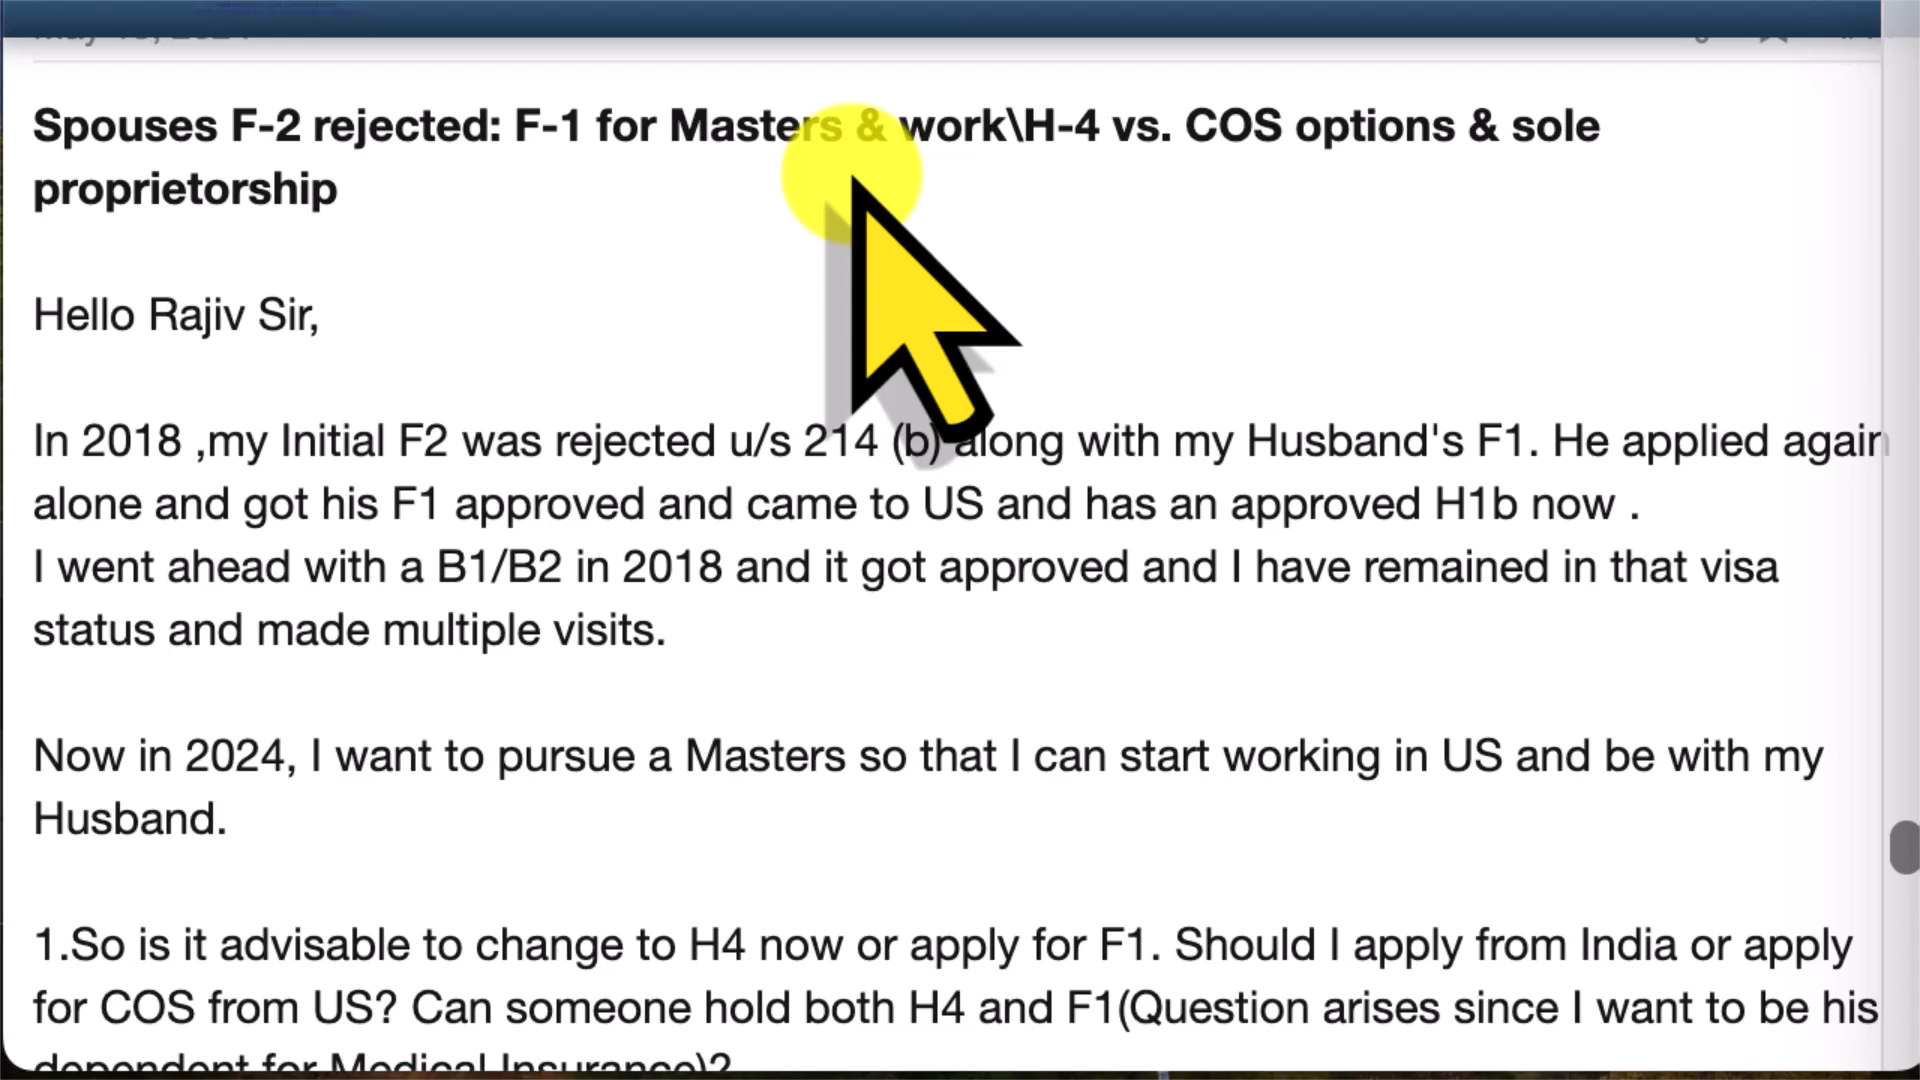 Spouses F-2 rejected: F-1 for Masters & work\H-4 vs. COS options & sole
proprietorship
Hello Rajiv Sir,
In 2018 ,my Initial F2 was rejected u/s 214 (b) along with my Husband's F1. He applied again
alone and got his F1 approved and came to US and has an approved H1b now .
I went ahead with a B1/B2 in 2018 and it got approved and I have remained in that visa
status and made multiple visits.
Now in 2024, I want to pursue a Masters so that I can start working in US and be with my
Husband.
1.So is it advisable to change to H4 now or apply for F1. Should I apply from India or apply
for COS from US? Can someone hold both H4 and F1(Question arises since I want to be his
dependent for Medical Insurance)?